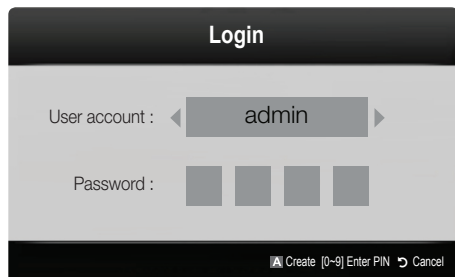 Login
User account :
admin
Password :
A Create [0~9] Enter PIN Cancel